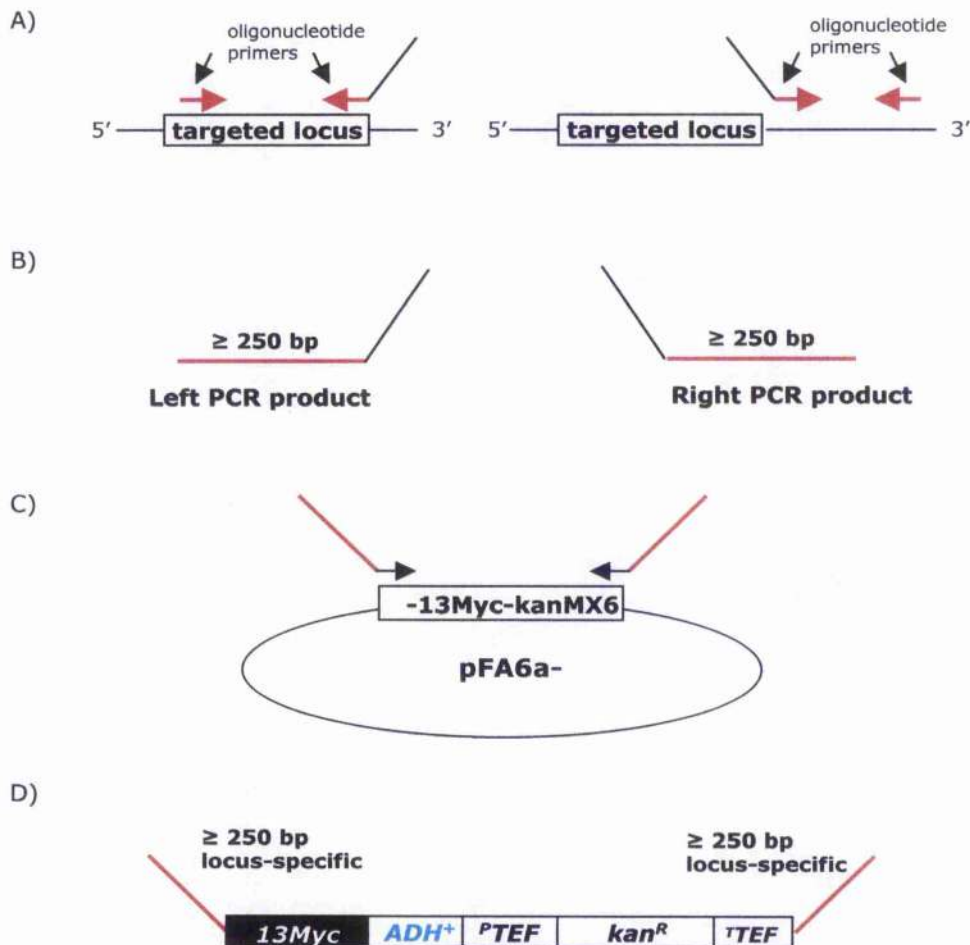 A)
oligonucleotide
primers
oligonucleotide
primers
5′
targeted locus
3′
5′
targeted locus
3′
B)
≥ 250 bp
Left PCR product
≥ 250 bp
Right PCR product
C)
-13Myc-kanMX6
pFA6a-
D)
≥ 250 bp
locus-specific
≥ 250 bp
locus-specific
13Myc ADH⁺ ᴾTEF kanᴿ ᵀTEF